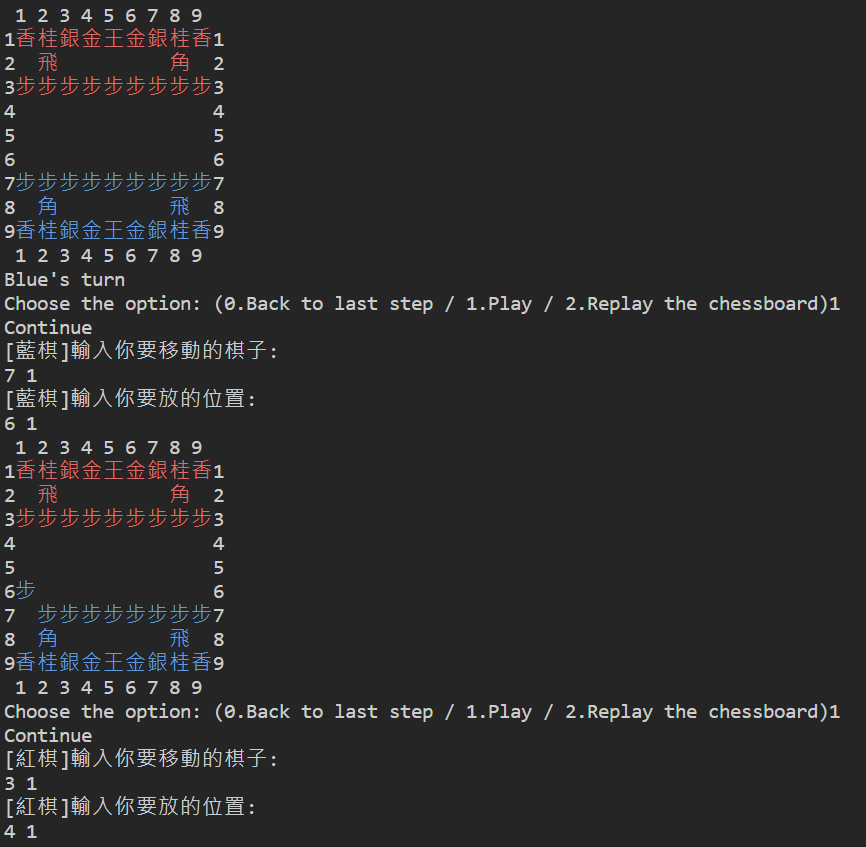 1 2 3 4 5 6 7 8 9
1香桂銀金王金銀桂香1
2  飛          角  2
3步步步步步步步步步3
4                  4
5                  5
6                  6
7步步步步步步步步步7
8  角          飛  8
9香桂銀金王金銀桂香9
 1 2 3 4 5 6 7 8 9
Blue's turn
Choose the option: (0.Back to last step / 1.Play / 2.Replay the chessboard)1
Continue
[藍棋]輸入你要移動的棋子:
7 1
[藍棋]輸入你要放的位置:
6 1
 1 2 3 4 5 6 7 8 9
1香桂銀金王金銀桂香1
2  飛          角  2
3步步步步步步步步步3
4                  4
5                  5
6步                6
7  步步步步步步步步7
8  角          飛  8
9香桂銀金王金銀桂香9
 1 2 3 4 5 6 7 8 9
Choose the option: (0.Back to last step / 1.Play / 2.Replay the chessboard)1
Continue
[紅棋]輸入你要移動的棋子:
3 1
[紅棋]輸入你要放的位置:
4 1